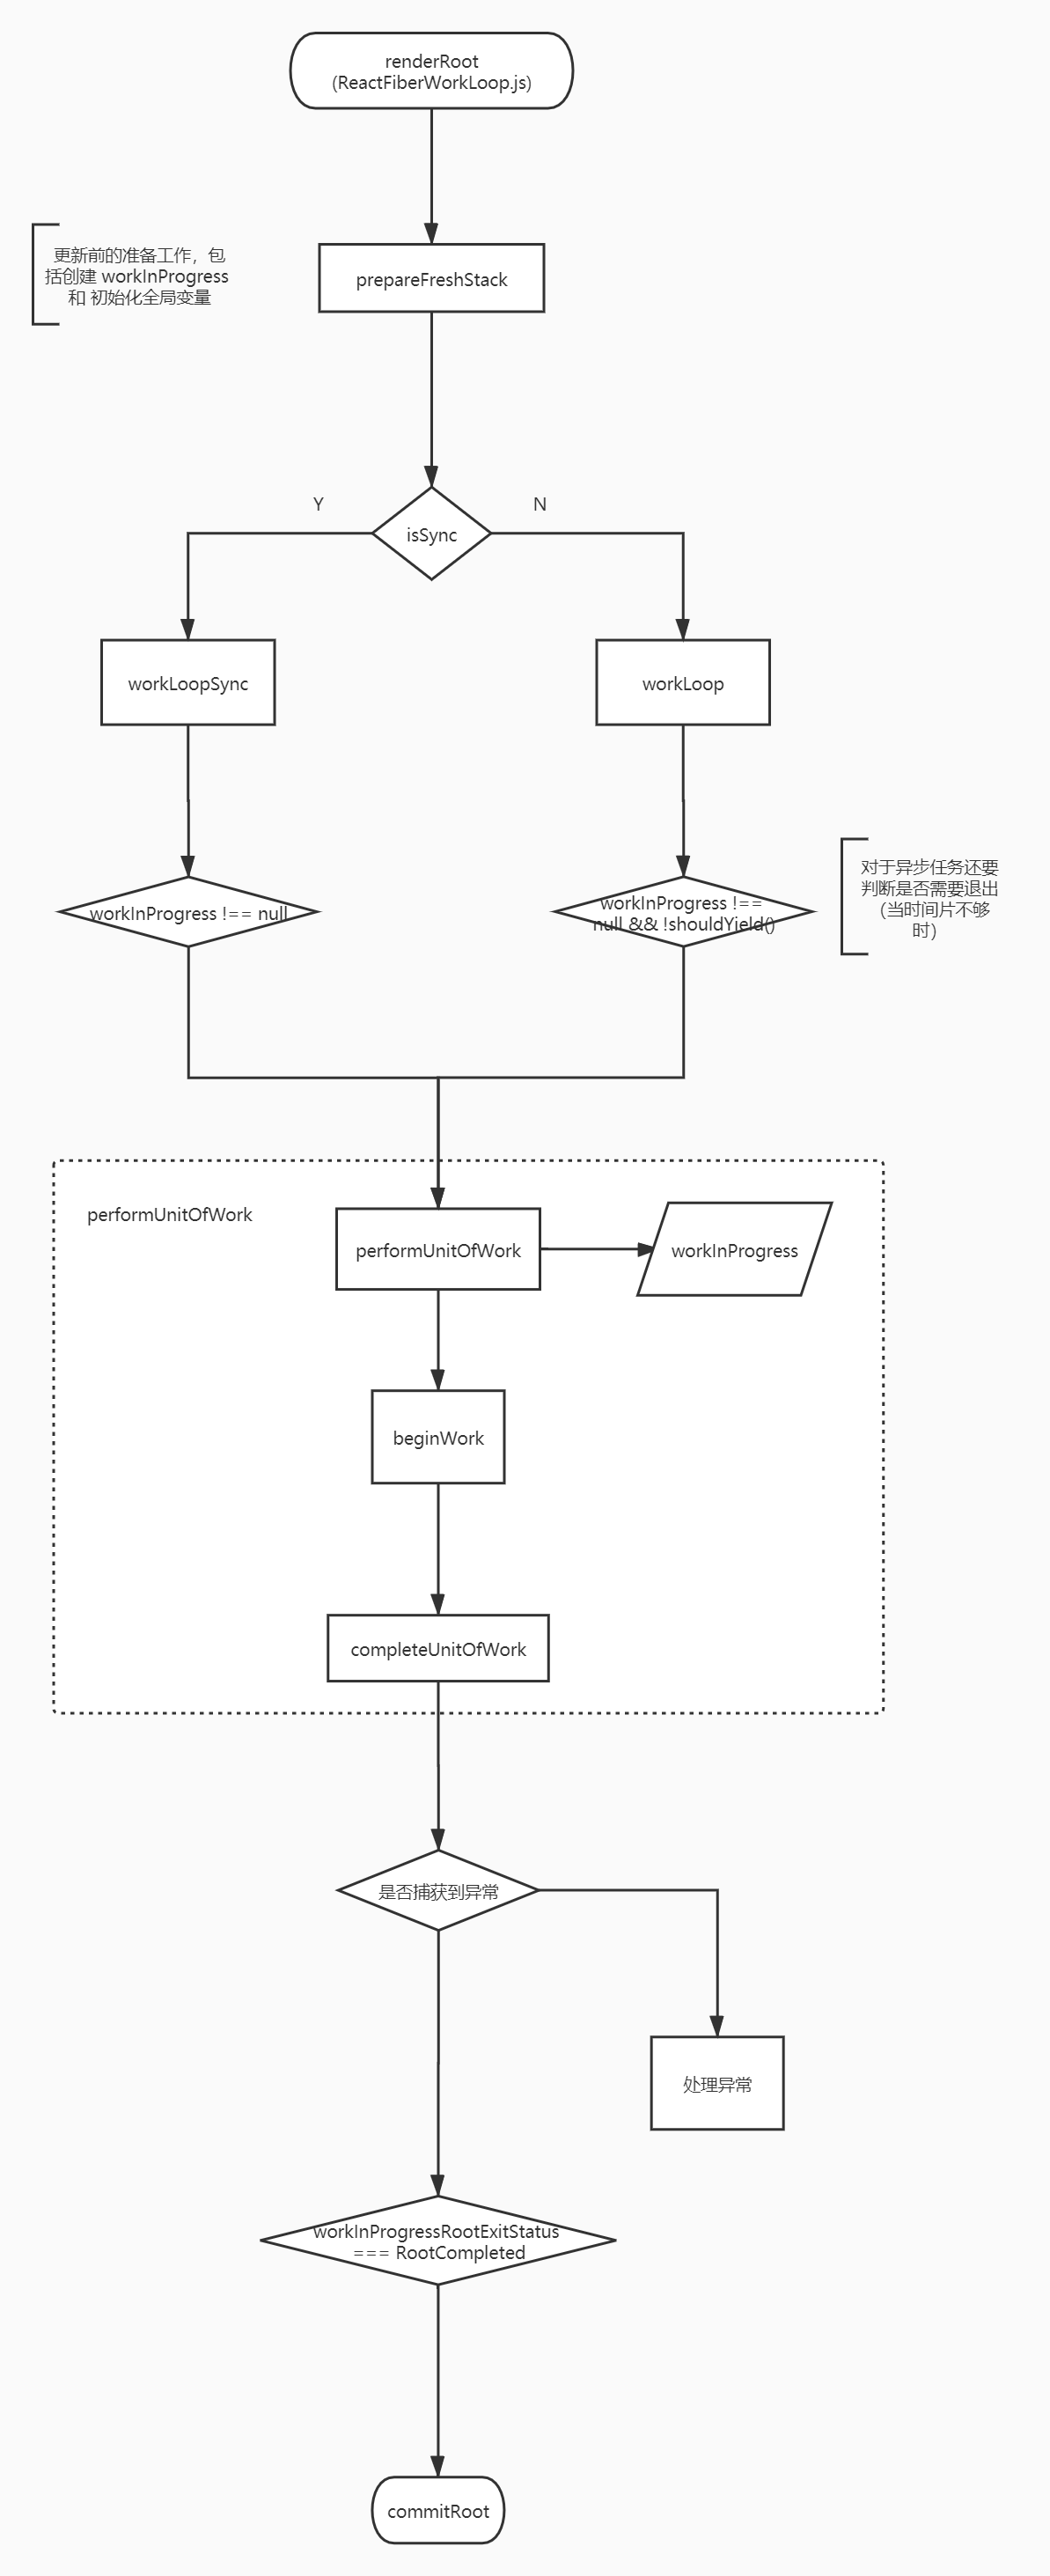 renderRoot
(ReactFiberWorkLoop.js)
更新前的准备工作，包
括创建 workInProgress
和 初始化全局变量
prepareFreshStack
Y
N
isSync
workLoopSync
workLoop
workInProgress !== null
workInProgress !==
null && !shouldYield()
对于异步任务还要
判断是否需要退出
（当时间片不够
时）
performUnitOfWork
performUnitOfWork
workInProgress
beginWork
completeUnitOfWork
是否捕获到异常
处理异常
workInProgressRootExitStatus
=== RootCompleted
commitRoot